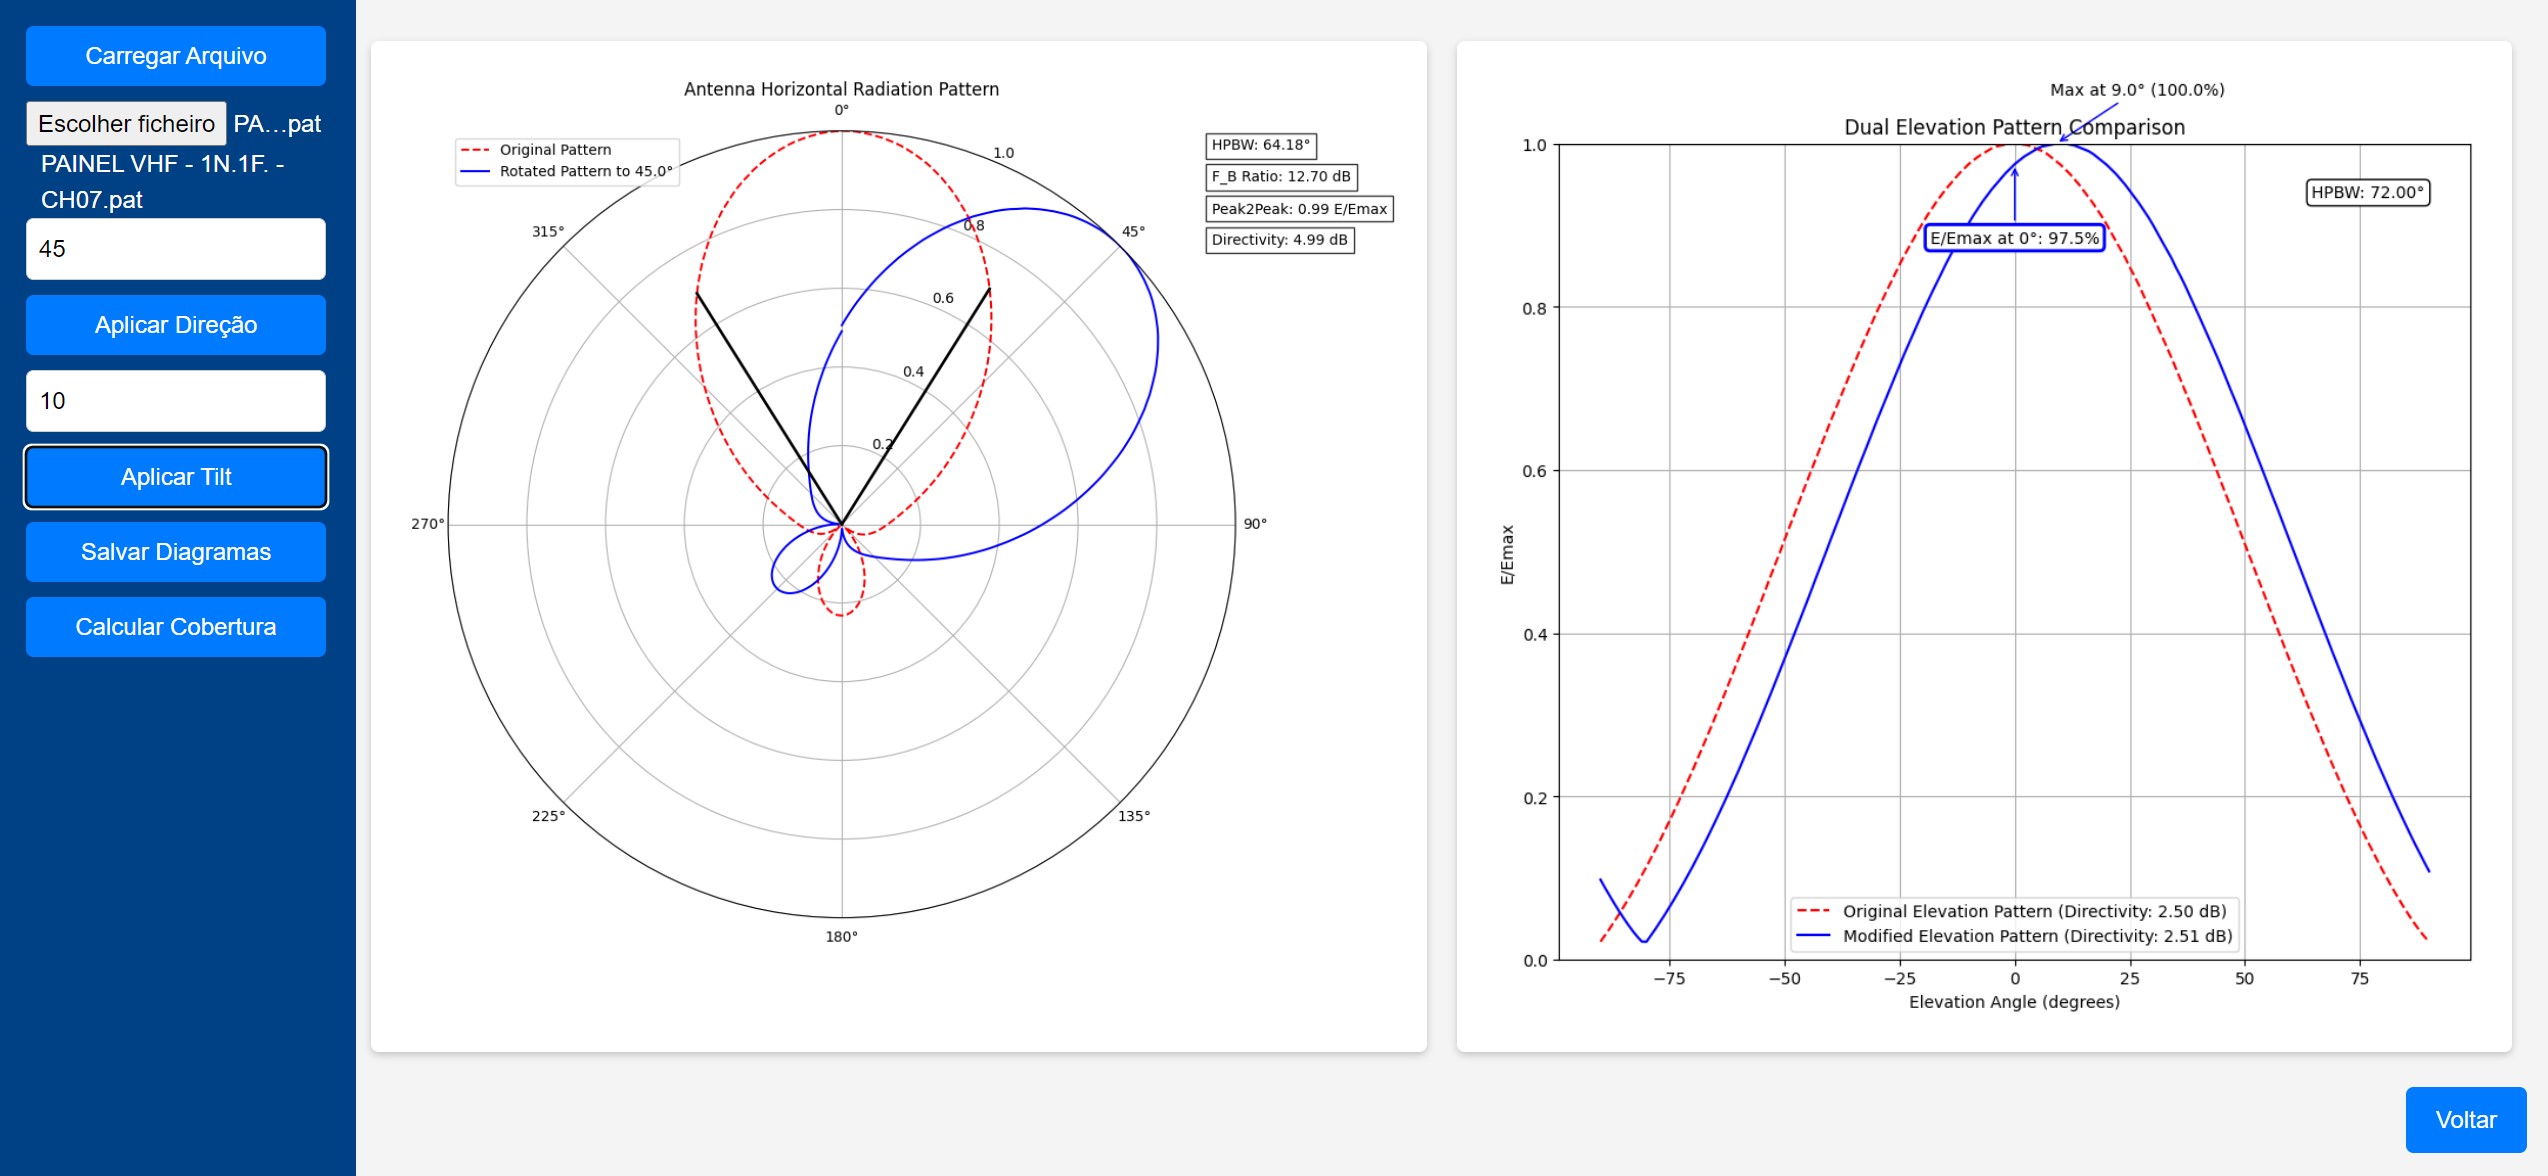 Carregar Arquivo
Escolher ficheiro PA...pat
PAINEL VHF - 1N.1F. -
CH07.pat
45
Aplicar Direção
10
Aplicar Tilt
Salvar Diagramas
Calcular Cobertura
Antenna Horizontal Radiation Pattern
0°
Original Pattern
Rotated Pattern to 45.0°
1.0
0.8
0.6
0.4
0.2
315°
45°
270°
90°
225°
135°
180°
HPBW: 64.18°
F_B Ratio: 12.70 dB
Peak2Peak: 0.99 E/Emax
Directivity: 4.99 dB
Max at 9.0° (100.0%)
Dual Elevation Pattern Comparison
1.0
0.8
0.6
0.4
0.2
0.0
E/Emax
HPBW: 72.00°
E/Emax at 0°: 97.5%
Original Elevation Pattern (Directivity: 2.50 dB)
Modified Elevation Pattern (Directivity: 2.51 dB)
−75 −50 −25 0 25 50 75
Elevation Angle (degrees)
Voltar